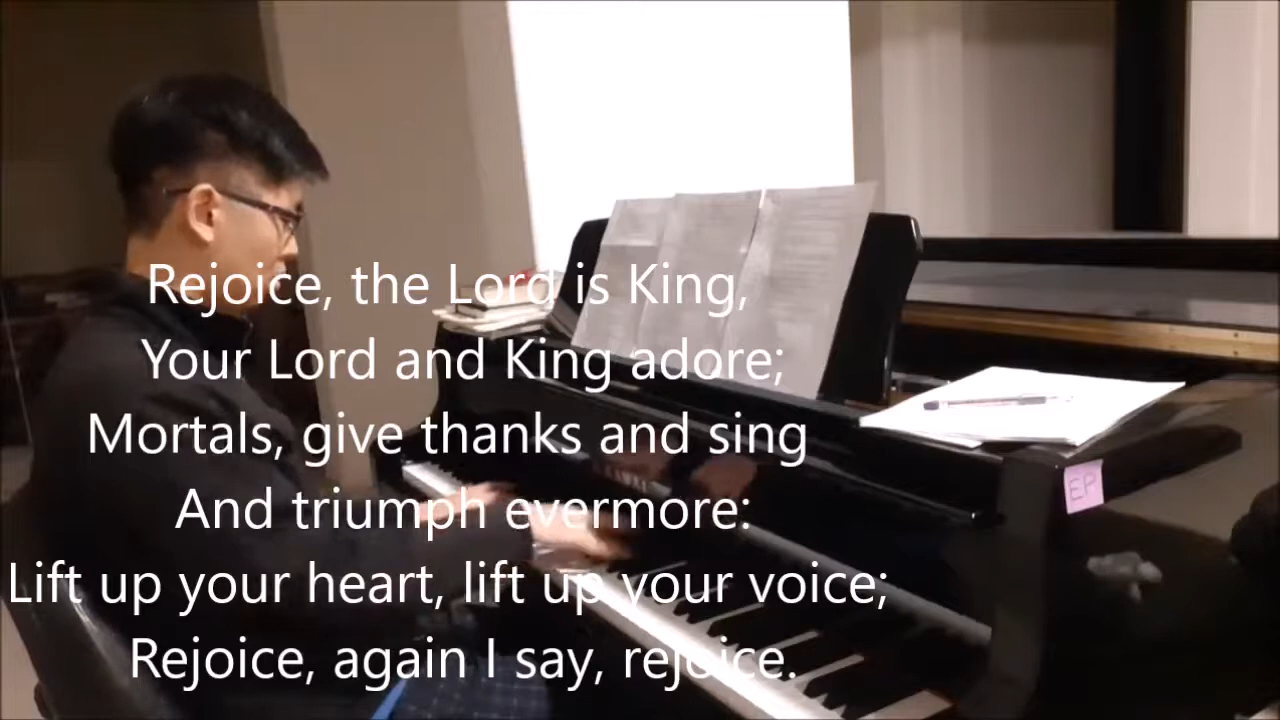 Rejoice, the Lord is King,
Your Lord and King adore;
Mortals, give thanks and sing
And triumph evermore:
Lift up your heart, lift up your voice;
Rejoice, again I say, rejoice.
EP